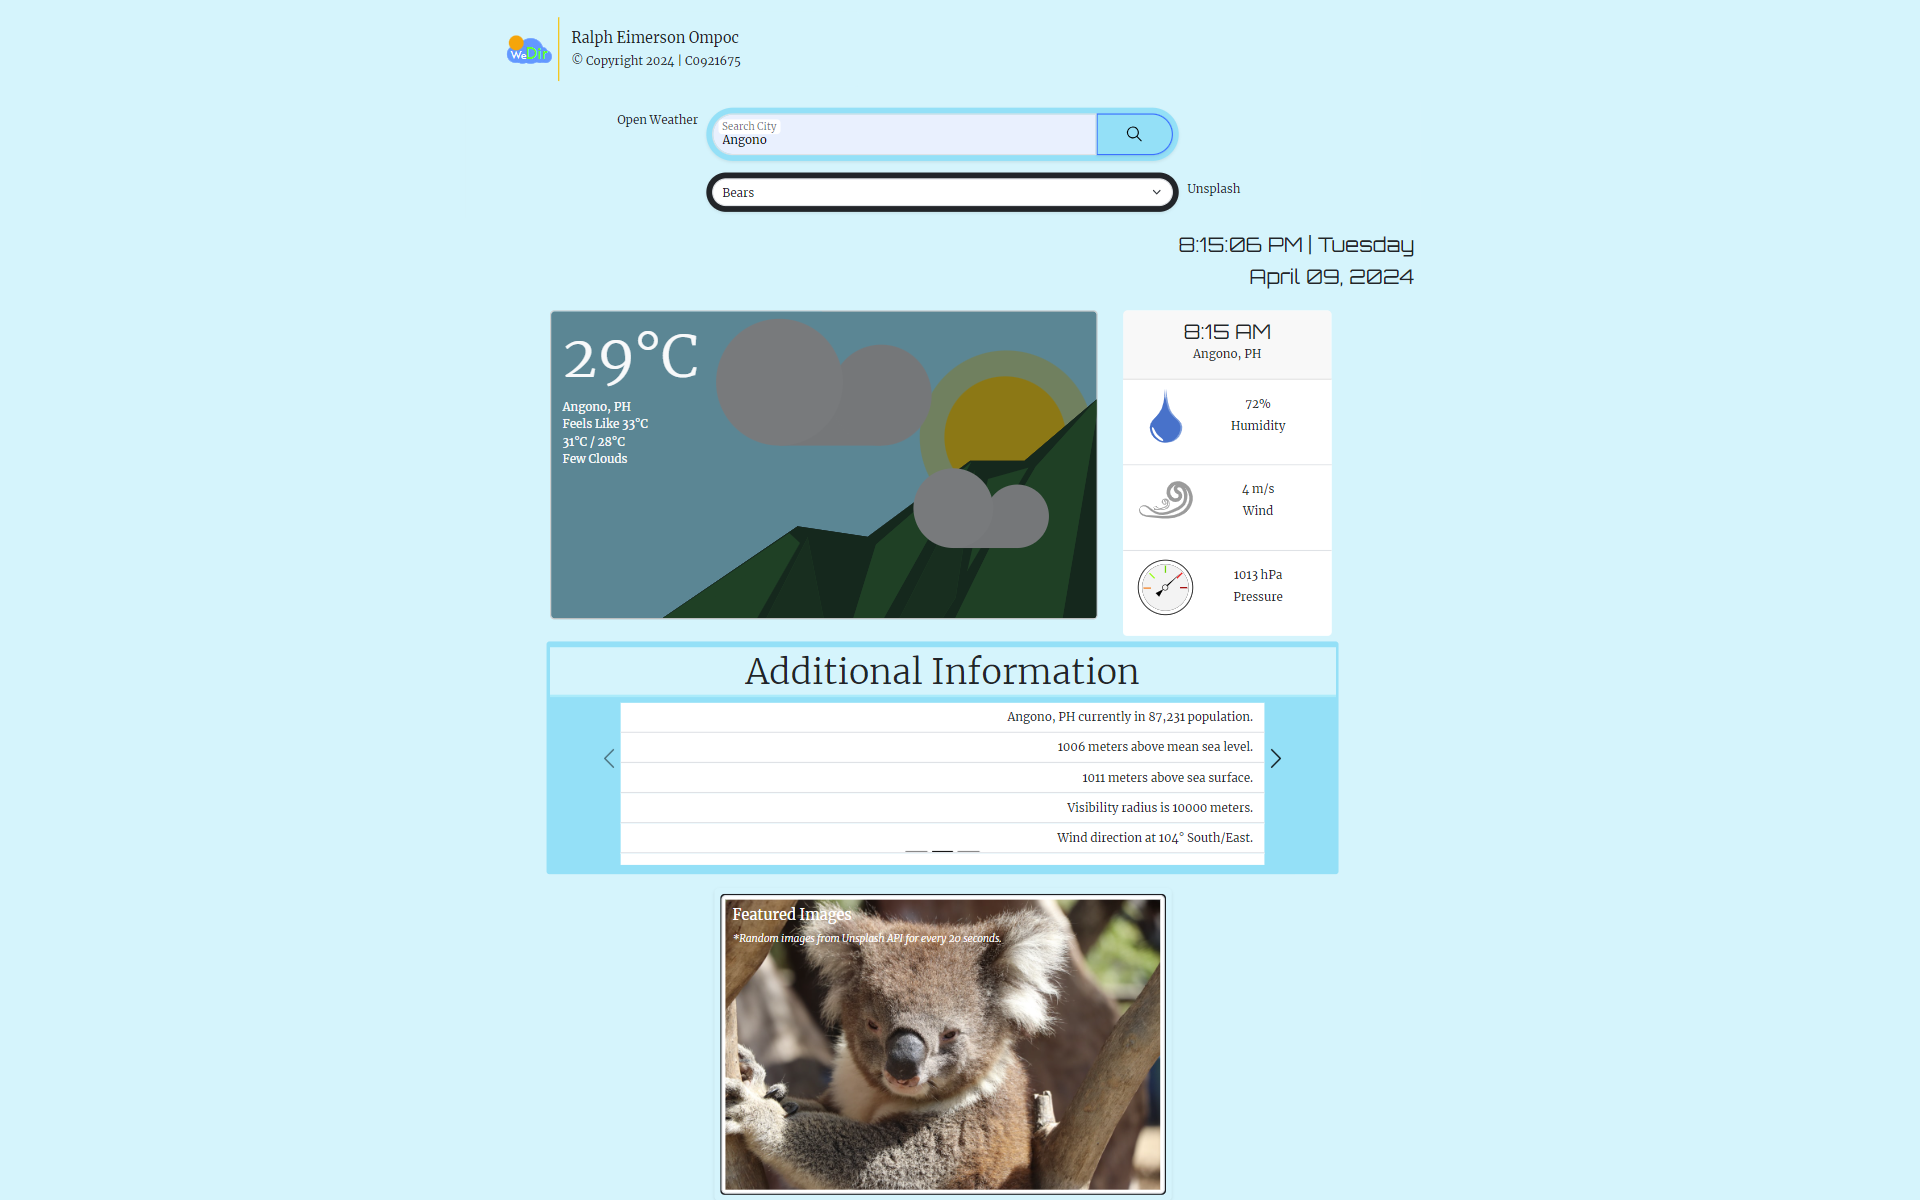 WeDir
Ralph Eimerson Ompoc
© Copyright 2024 | C0921675
Open Weather
Search City
Angono
Bears
Unsplash
8:15:06 PM | Tuesday
April 09, 2024
29°C
Angono, PH
Feels Like 33°C
31°C / 28°C
Few Clouds
8:15 AM
Angono, PH
72%
Humidity
4 m/s
Wind
1013 hPa
Pressure
Additional Information
Angono, PH currently in 87,231 population.
1006 meters above mean sea level.
1011 meters above sea surface.
Visibility radius is 10000 meters.
Wind direction at 104° South/East.
Featured Images
*Random images from Unsplash API for every 20 seconds.